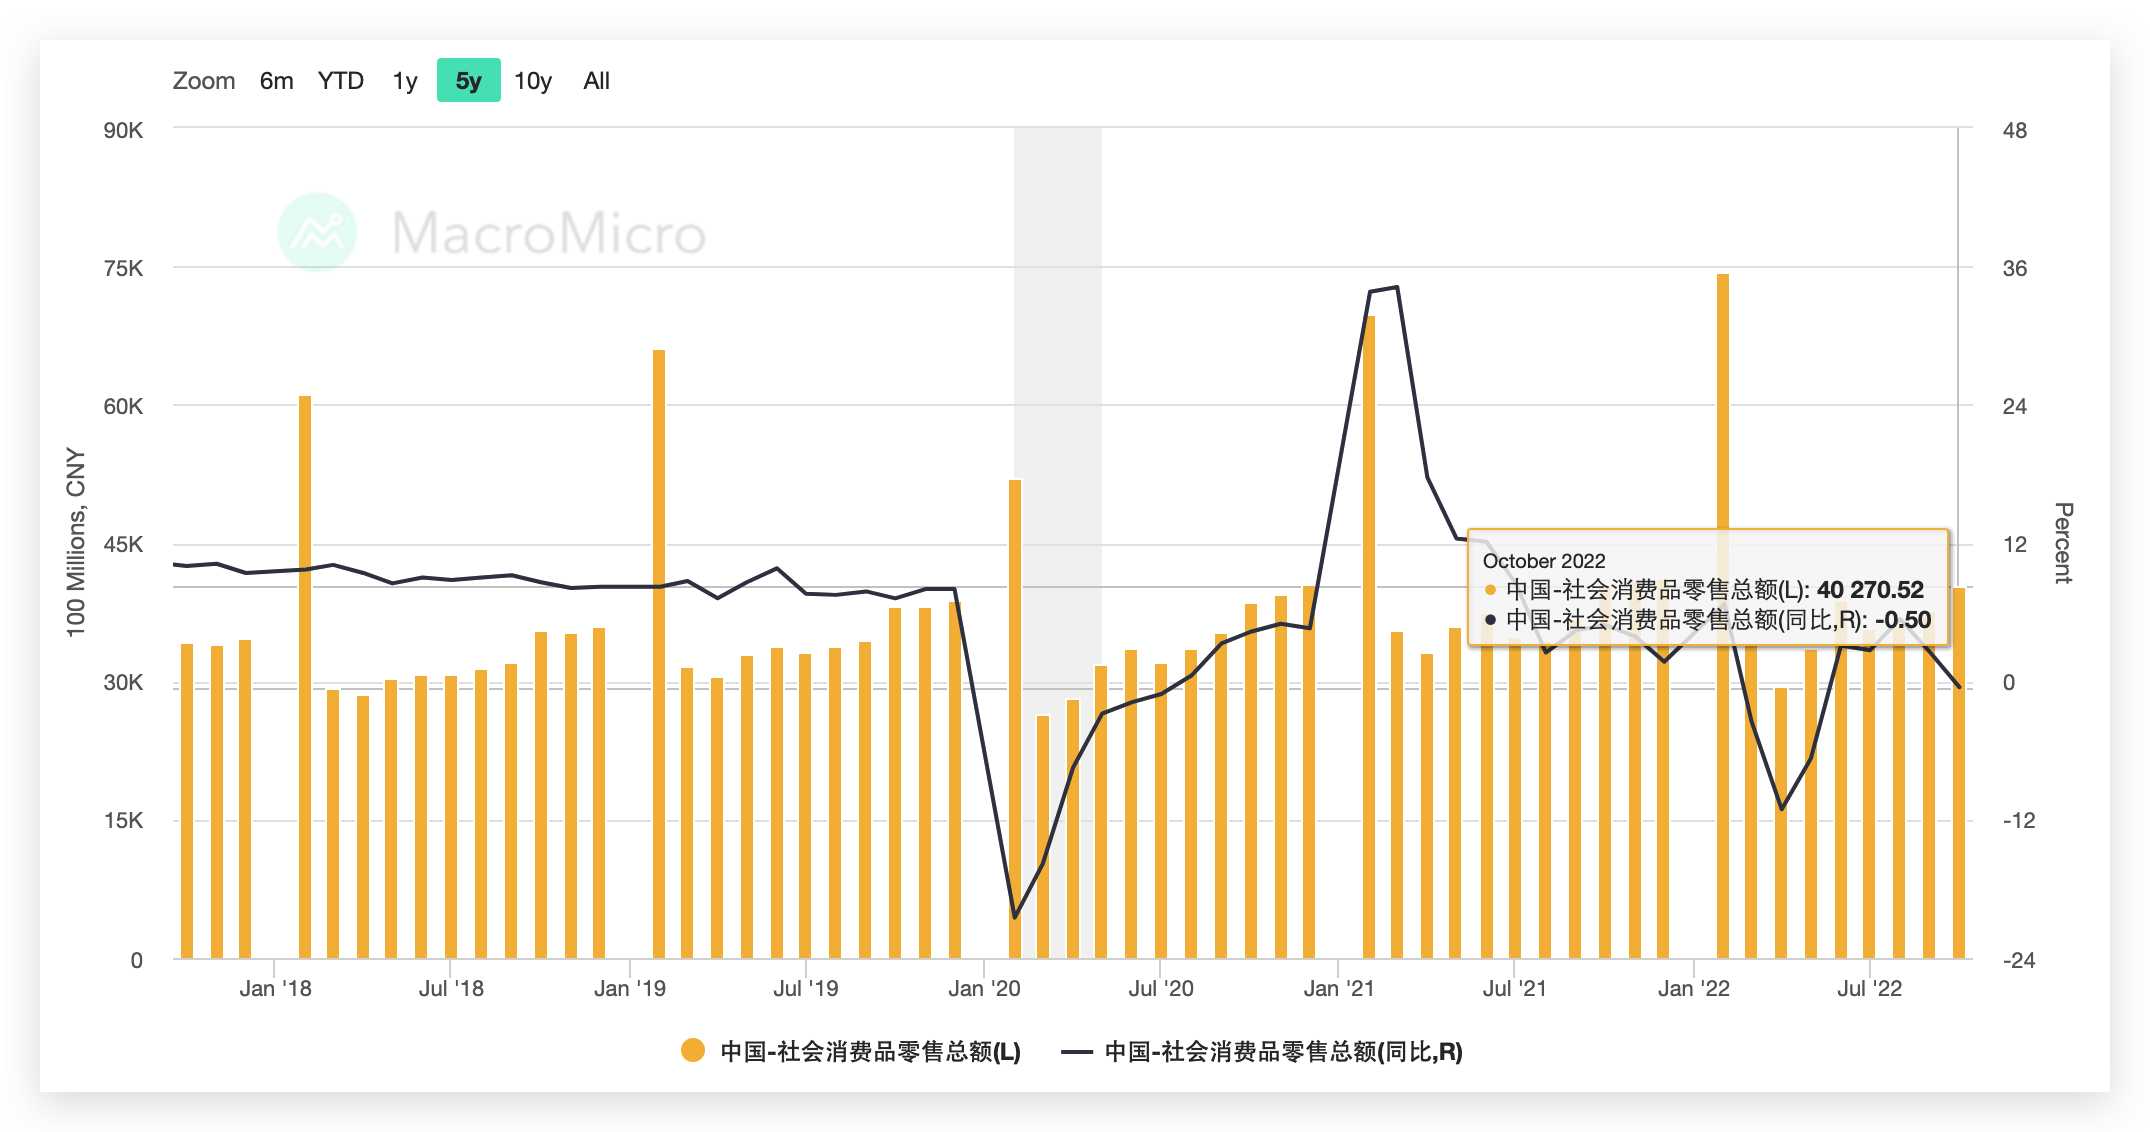 Zoom 6m YTD 1y 5y 10y All
MacroMicro
100 Millions, CNY
90K
75K
60K
45K
30K
15K
0
48
36
24
12
0
-12
-24
Percent
October 2022
中国-社会消费品零售总额(L): 40 270.52
中国-社会消费品零售总额(同比,R): -0.50
Jan '18 Jul '18 Jan '19 Jul '19 Jan '20 Jul '20 Jan '21 Jul '21 Jan '22 Jul '22
中国-社会消费品零售总额(L) 中国-社会消费品零售总额(同比,R)